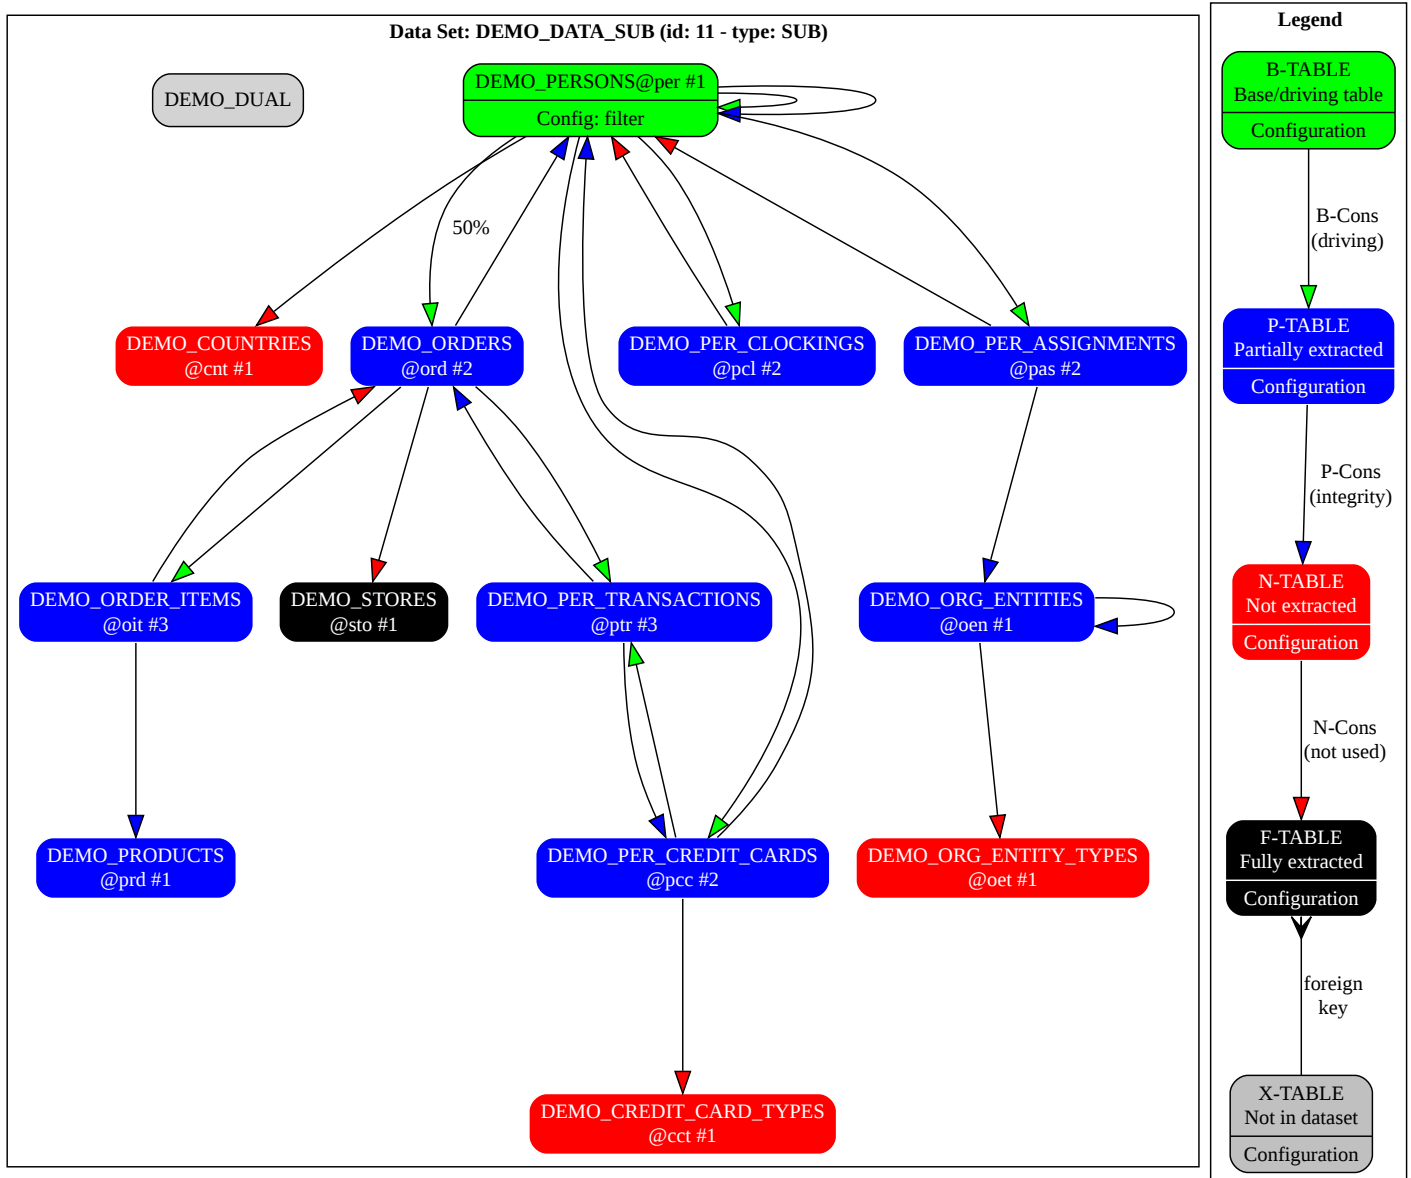 Data Set: DEMO_DATA_SUB (id: 11 - type: SUB)
DEMO_DUAL
DEMO_PERSONS@per #1
Config: filter
50%
DEMO_COUNTRIES
@cnt #1
DEMO_ORDERS
@ord #2
DEMO_PER_CLOCKINGS
@pcl #2
DEMO_PER_ASSIGNMENTS
@pas #2
DEMO_ORDER_ITEMS
@oit #3
DEMO_STORES
@sto #1
DEMO_PER_TRANSACTIONS
@ptr #3
DEMO_ORG_ENTITIES
@oen #1
DEMO_PRODUCTS
@prd #1
DEMO_PER_CREDIT_CARDS
@pcc #2
DEMO_ORG_ENTITY_TYPES
@oet #1
DEMO_CREDIT_CARD_TYPES
@cct #1
Legend
B-TABLE
Base/driving table
Configuration
B-Cons
(driving)
P-TABLE
Partially extracted
Configuration
P-Cons
(integrity)
N-TABLE
Not extracted
Configuration
N-Cons
(not used)
F-TABLE
Fully extracted
Configuration
foreign
key
X-TABLE
Not in dataset
Configuration